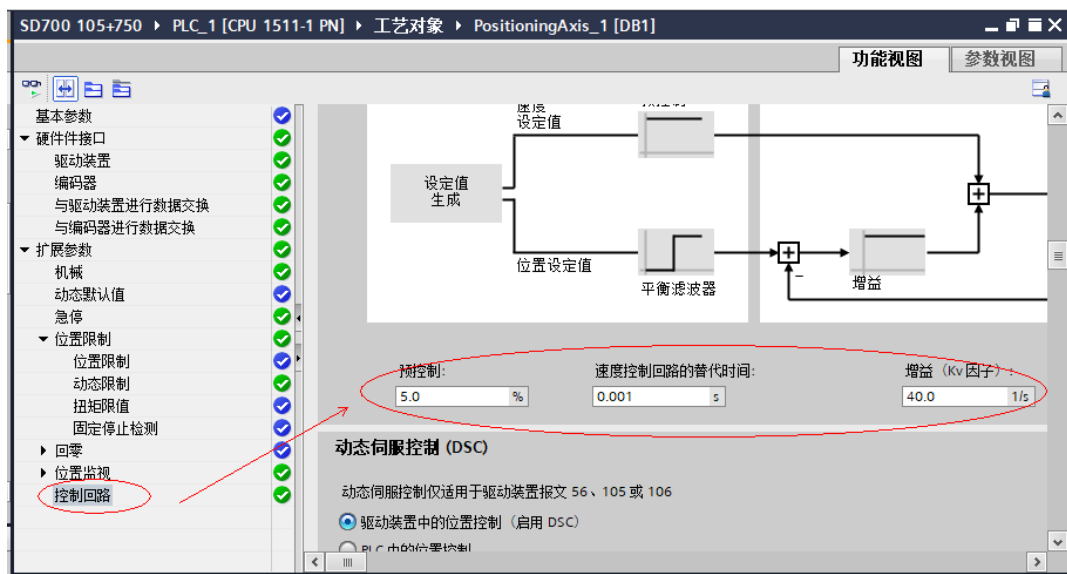 SD700 105+750 ▸ PLC_1 [CPU 1511-1 PN] ▸ 工艺对象 ▸ PositioningAxis_1 [DB1]
功能视图
参数视图
基本参数
硬件件接口
驱动装置
编码器
与驱动装置进行数据交换
与编码器进行数据交换
扩展参数
机械
动态默认值
急停
位置限制
位置限制
动态限制
扭矩限值
固定停止检测
回零
位置监视
控制回路
速度
设定值
设定值
生成
位置设定值
平衡滤波器
增益
预控制:
5.0 %
速度控制回路的替代时间:
0.001 s
增益（Kv 因子）:
40.0 1/s
动态伺服控制 (DSC)
动态伺服控制仅适用于驱动装置报文 56、105 或 106
驱动装置中的位置控制（启用 DSC）
PLC 中的位置控制